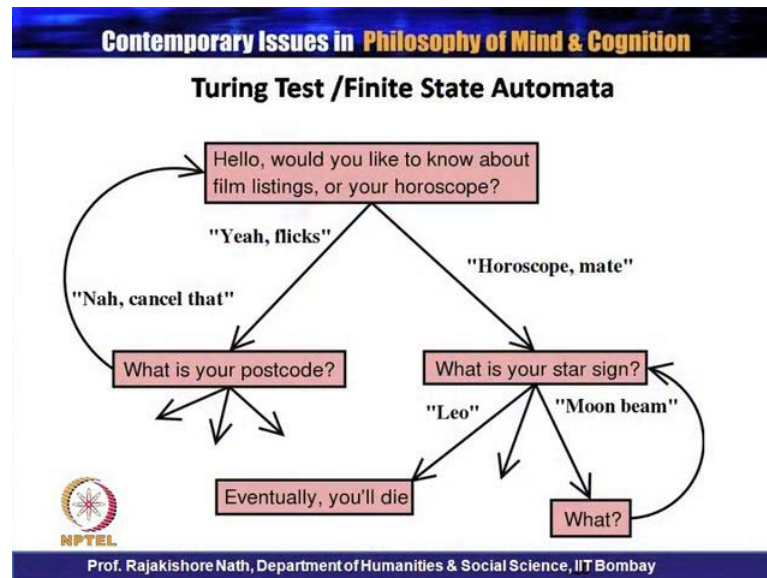 Contemporary Issues in Philosophy of Mind & Cognition
Turing Test /Finite State Automata
Hello, would you like to know about
film listings, or your horoscope?
"Yeah, flicks"
"Horoscope, mate"
"Nah, cancel that"
What is your postcode?
What is your star sign?
"Leo"
"Moon beam"
Eventually, you'll die
What?
NPTEL
Prof. Rajakishore Nath, Department of Humanities & Social Science, IIT Bombay